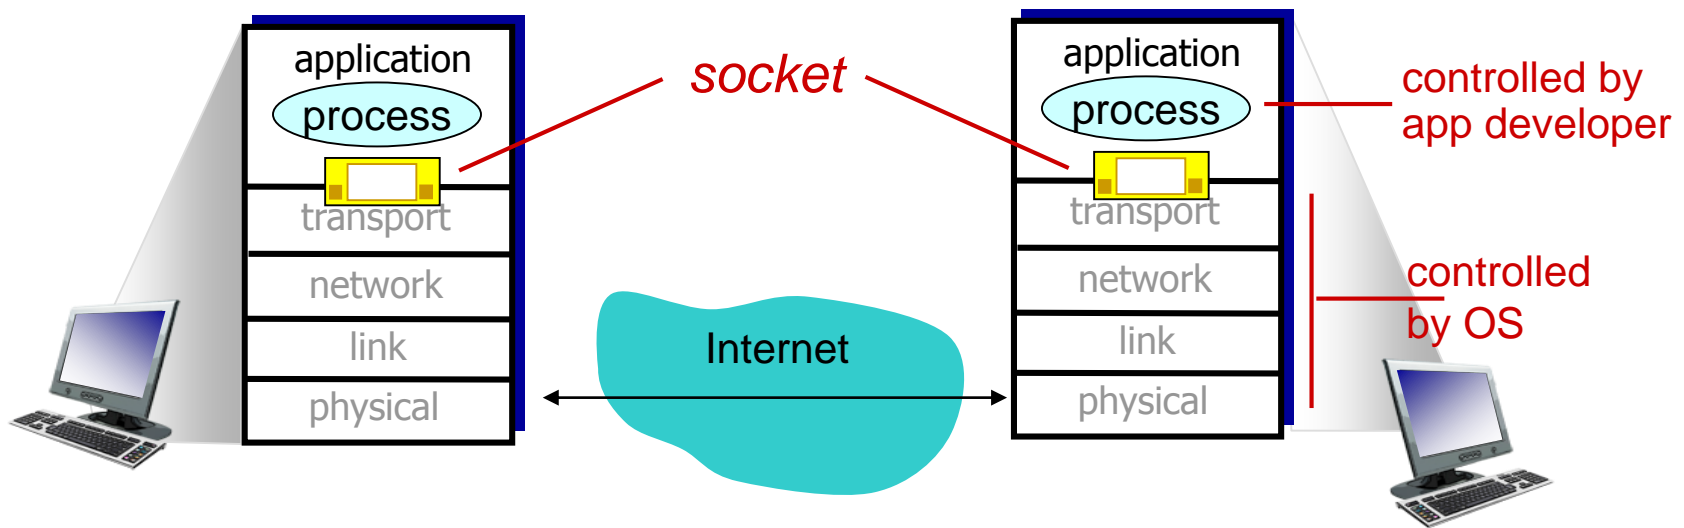 application
process
transport
network
link
physical
socket
Internet
application
process
transport
network
link
physical
controlled by
app developer
controlled
by OS